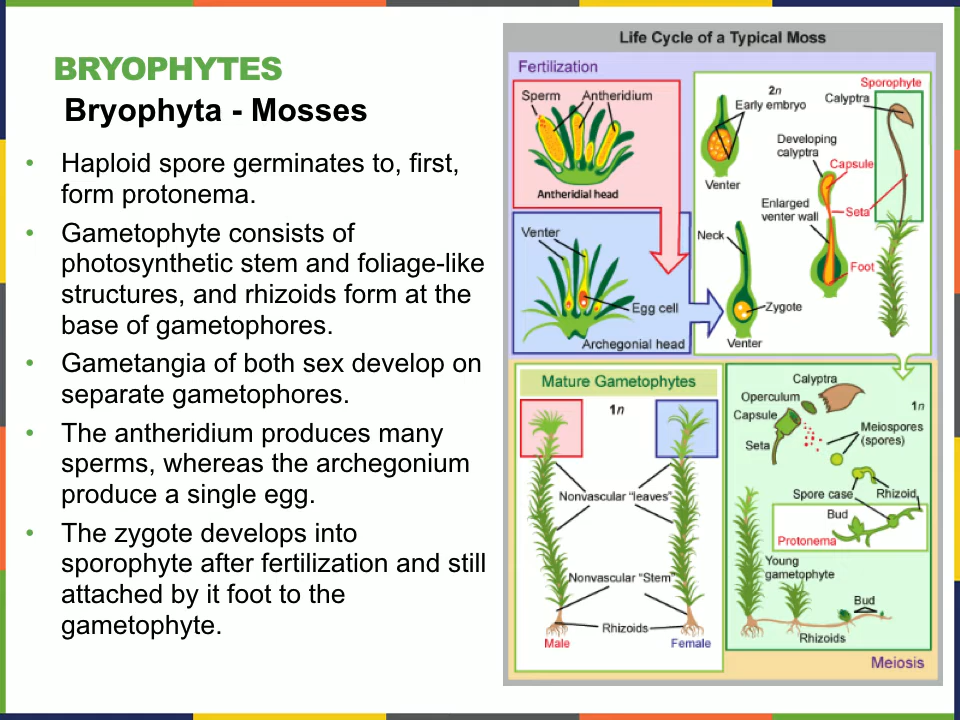 BRYOPHYTES
Bryophyta - Mosses
• Haploid spore germinates to, first,
form protonema.
• Gametophyte consists of
photosynthetic stem and foliage-like
structures, and rhizoids form at the
base of gametophores.
• Gametangia of both sex develop on
separate gametophores.
• The antheridium produces many
sperms, whereas the archegonium
produce a single egg.
• The zygote develops into
sporophyte after fertilization and still
attached by it foot to the
gametophyte.
Life Cycle of a Typical Moss
Fertilization
Sperm
Antheridium
Antheridial head
Venter
Egg cell
Archegonial head
2n
Early embryo
Venter
Neck
Zygote
Venter
Developing
calyptra
Capsule
Enlarged
venter wall
Seta
Foot
Sporophyte
Calyptra
Mature Gametophytes
1n
Nonvascular "leaves"
Nonvascular "Stem"
Rhizoids
Male
Female
Calyptra
Operculum
Capsule
Seta
1n
Meiospores
(spores)
Spore case
Rhizoid
Bud
Protonema
Young
gametophyte
Bud
Rhizoids
Meiosis